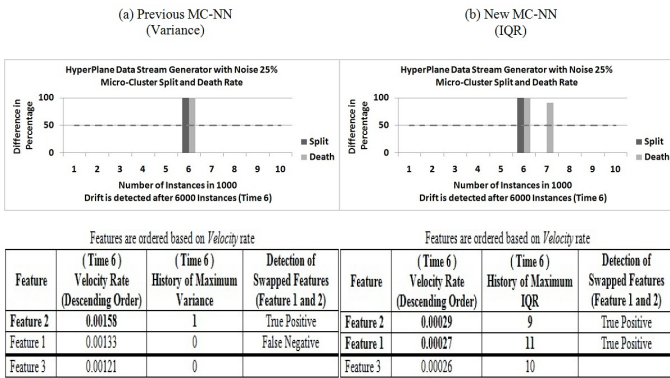 (a) Previous MC-NN
(Variance)
HyperPlane Data Stream Generator with Noise 25%
Micro-Cluster Split and Death Rate
Difference in Percentage
100
50
0
1 2 3 4 5 6 7 8 9 10
Split
Death
Number of Instances in 1000
Drift is detected after 6000 Instances (Time 6)
Features are ordered based on Velocity rate
Feature | ( Time 6 ) Velocity Rate (Descending Order) | ( Time 6 ) History of Maximum Variance | Detection of Swapped Features (Feature 1 and 2)
Feature 2 | 0.00158 | 1 | True Positive
Feature 1 | 0.00133 | 0 | False Negative
Feature 3 | 0.00121 | 0
(b) New MC-NN
(IQR)
HyperPlane Data Stream Generator with Noise 25%
Micro-Cluster Split and Death Rate
Difference in Percentage
100
50
0
1 2 3 4 5 6 7 8 9 10
Split
Death
Number of Instances in 1000
Drift is detected after 6000 Instances (Time 6)
Features are ordered based on Velocity rate
Feature | ( Time 6 ) Velocity Rate (Descending Order) | ( Time 6 ) History of Maximum IQR | Detection of Swapped Features (Feature 1 and 2)
Feature 2 | 0.00029 | 9 | True Positive
Feature 1 | 0.00027 | 11 | True Positive
Feature 3 | 0.00026 | 10